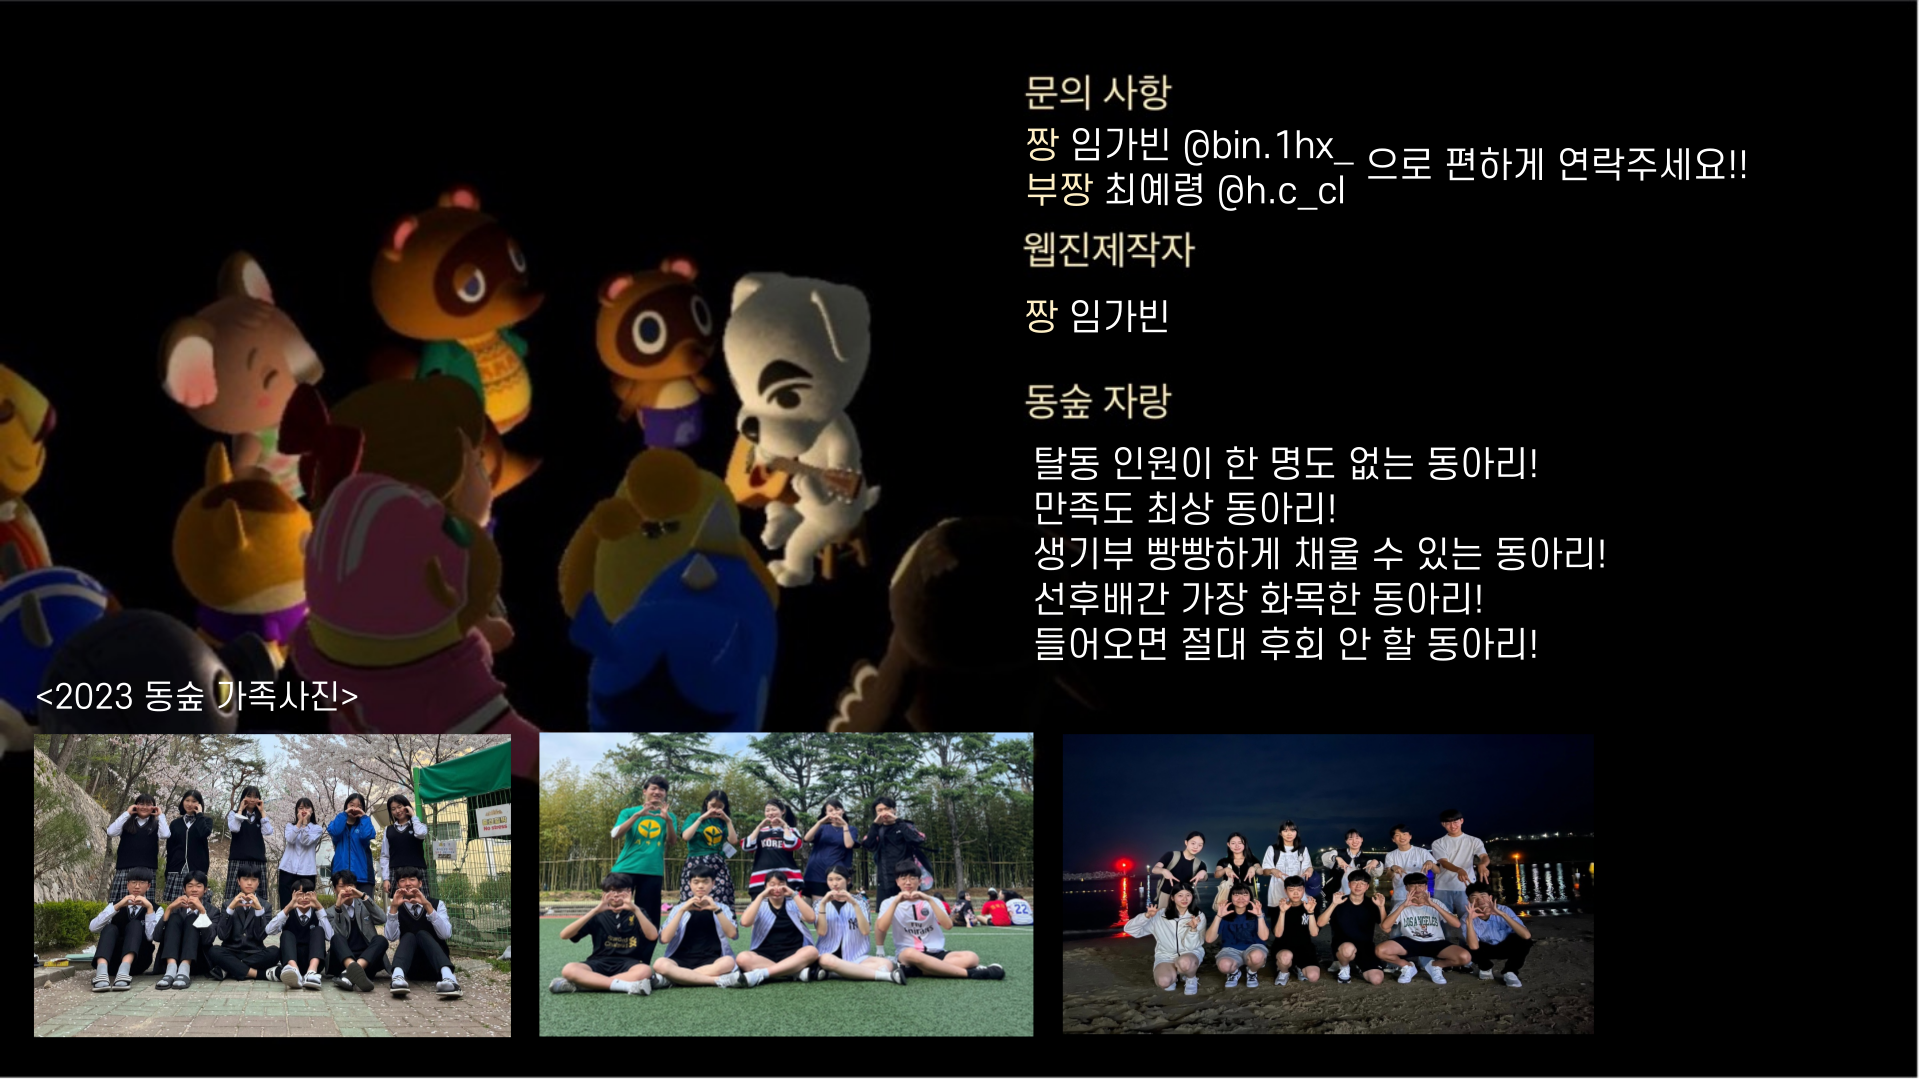 문의 사항
짱 임가빈 @bin.1hx_ 으로 편하게 연락주세요!!
부짱 최예령 @h.c_cl
웹진제작자
짱 임가빈
동숲 자랑
탈동 인원이 한 명도 없는 동아리!
만족도 최상 동아리!
생기부 빵빵하게 채울 수 있는 동아리!
선후배간 가장 화목한 동아리!
들어오면 절대 후회 안 할 동아리!
<2023 동숲 가족사진>
KOREA
22
LOS ANGELES